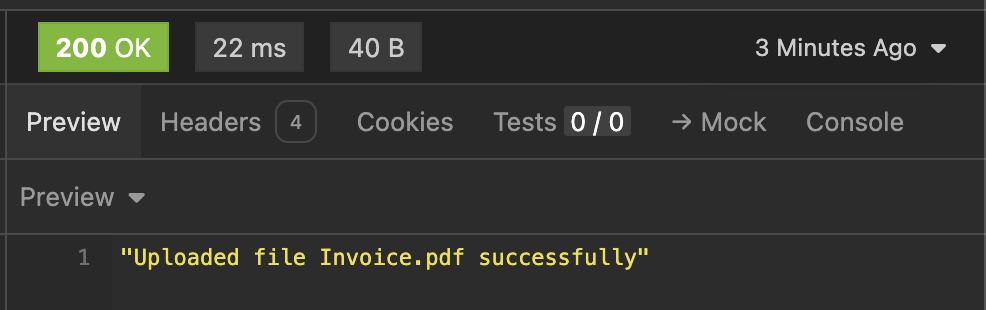 200 OK 22 ms 40 B 3 Minutes Ago
Preview Headers 4 Cookies Tests 0 / 0 → Mock Console
Preview
1 "Uploaded file Invoice.pdf successfully"